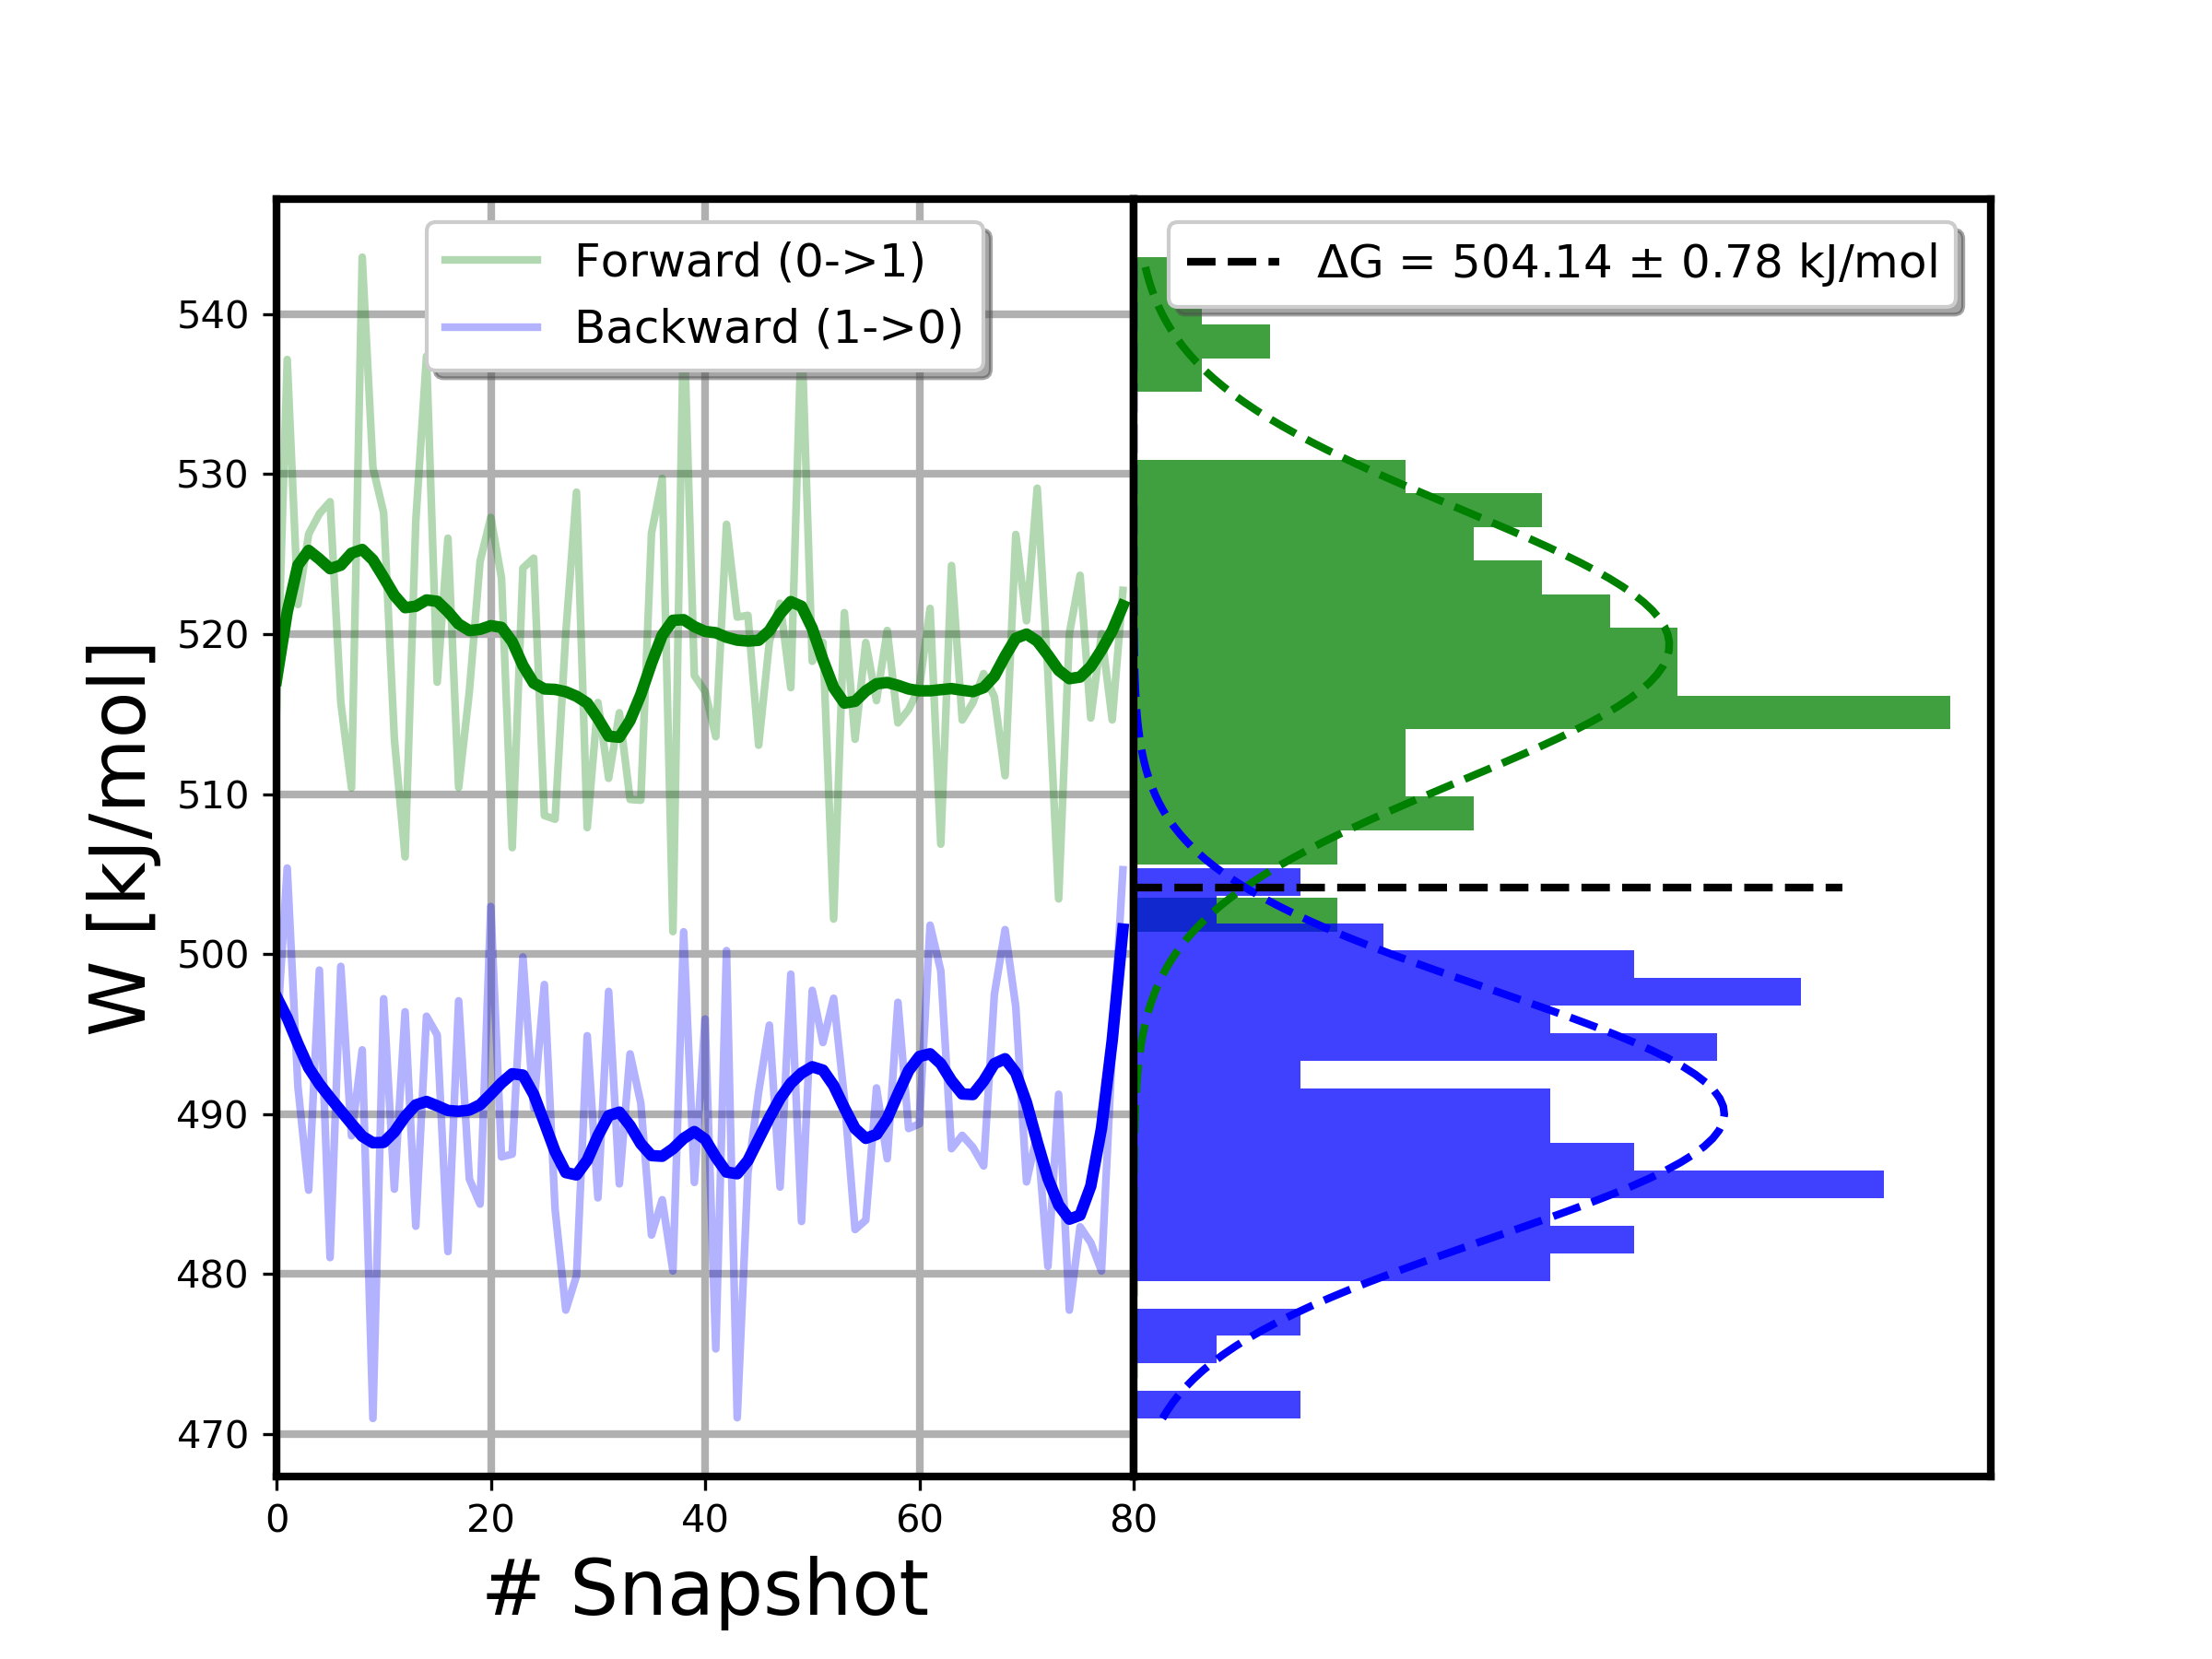 Forward (0->1)
Backward (1->0)
ΔG = 504.14 ± 0.78 kJ/mol
540
530
520
510
500
490
480
470
W [kJ/mol]
0 20 40 60 80
# Snapshot